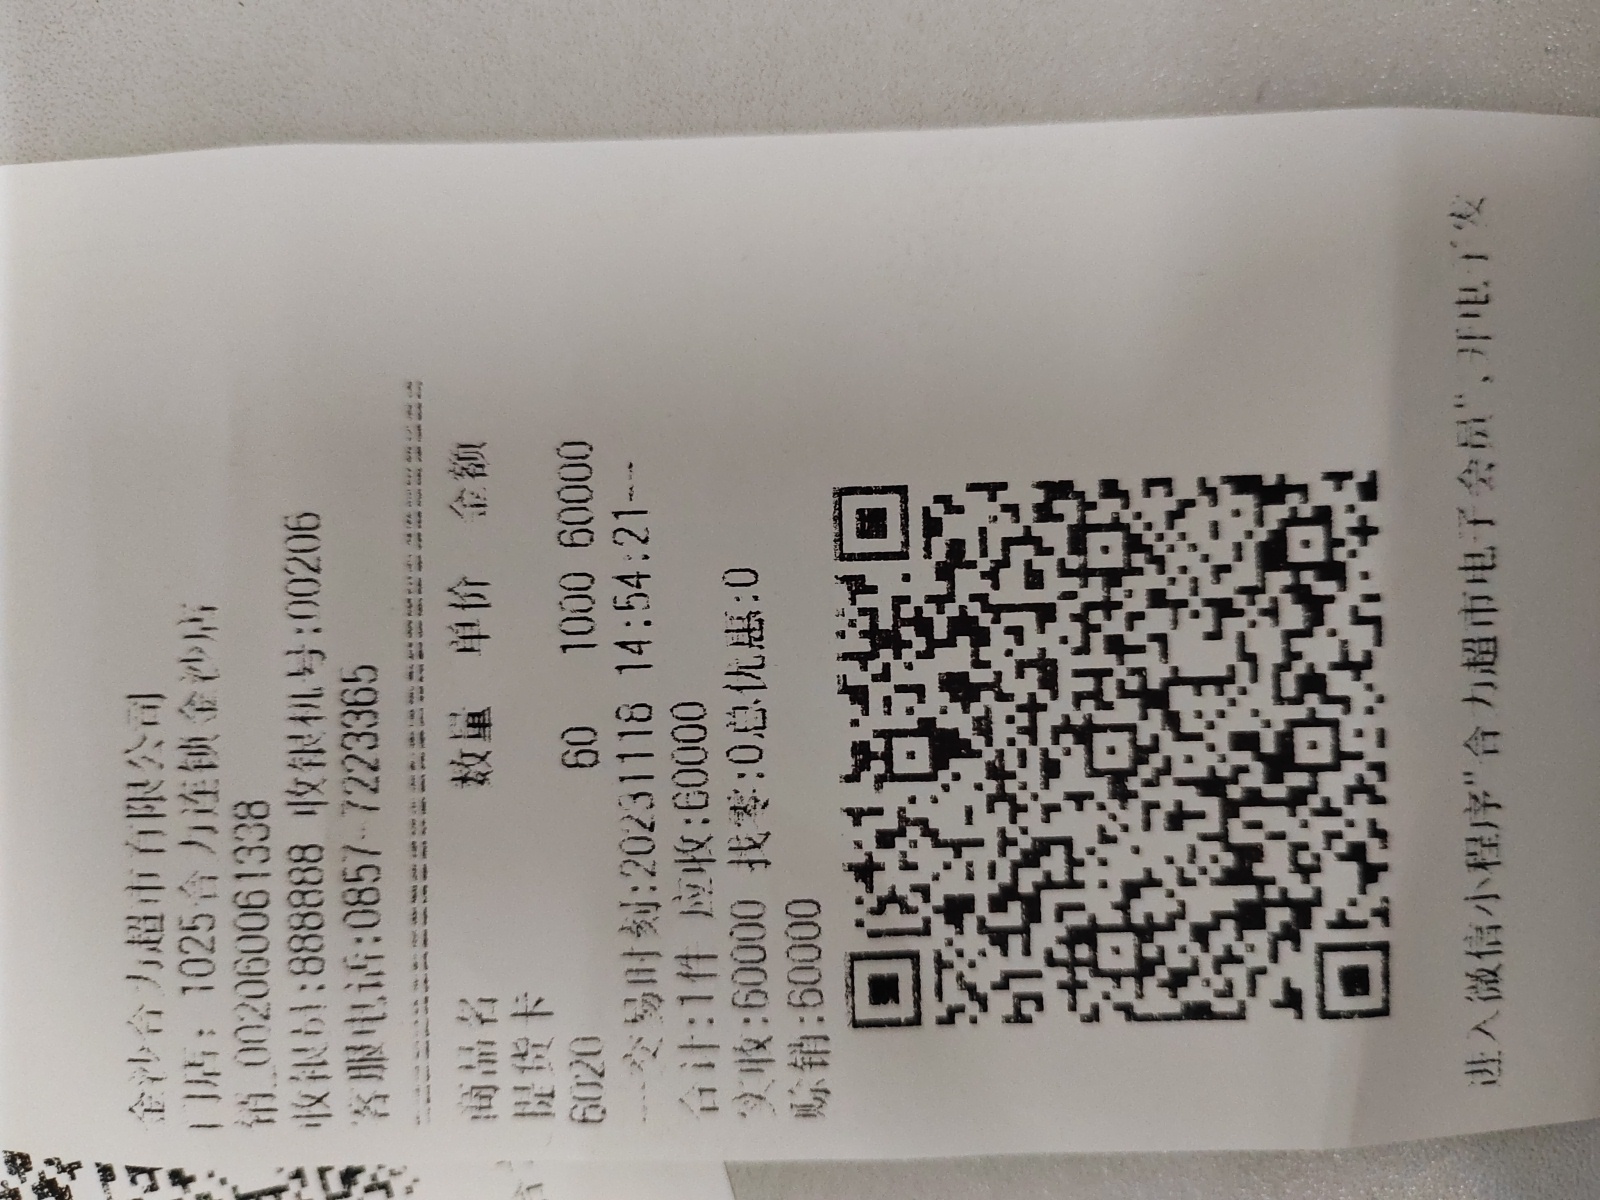 金沙合力超市有限公司
门店: 1025合力连锁金沙店
销_002060061338
收银员:888888 收银机号:00206
客服电话:0857-7223365
商品名 数量 单价 金额
提货卡
6020 60 1000 60000
---交易时刻:20231118 14:54:21---
合计:1件 应收:60000
实收:60000 找零:0总优惠:0
赊销:60000
进入微信小程序"合力超市电子会员",开电子发